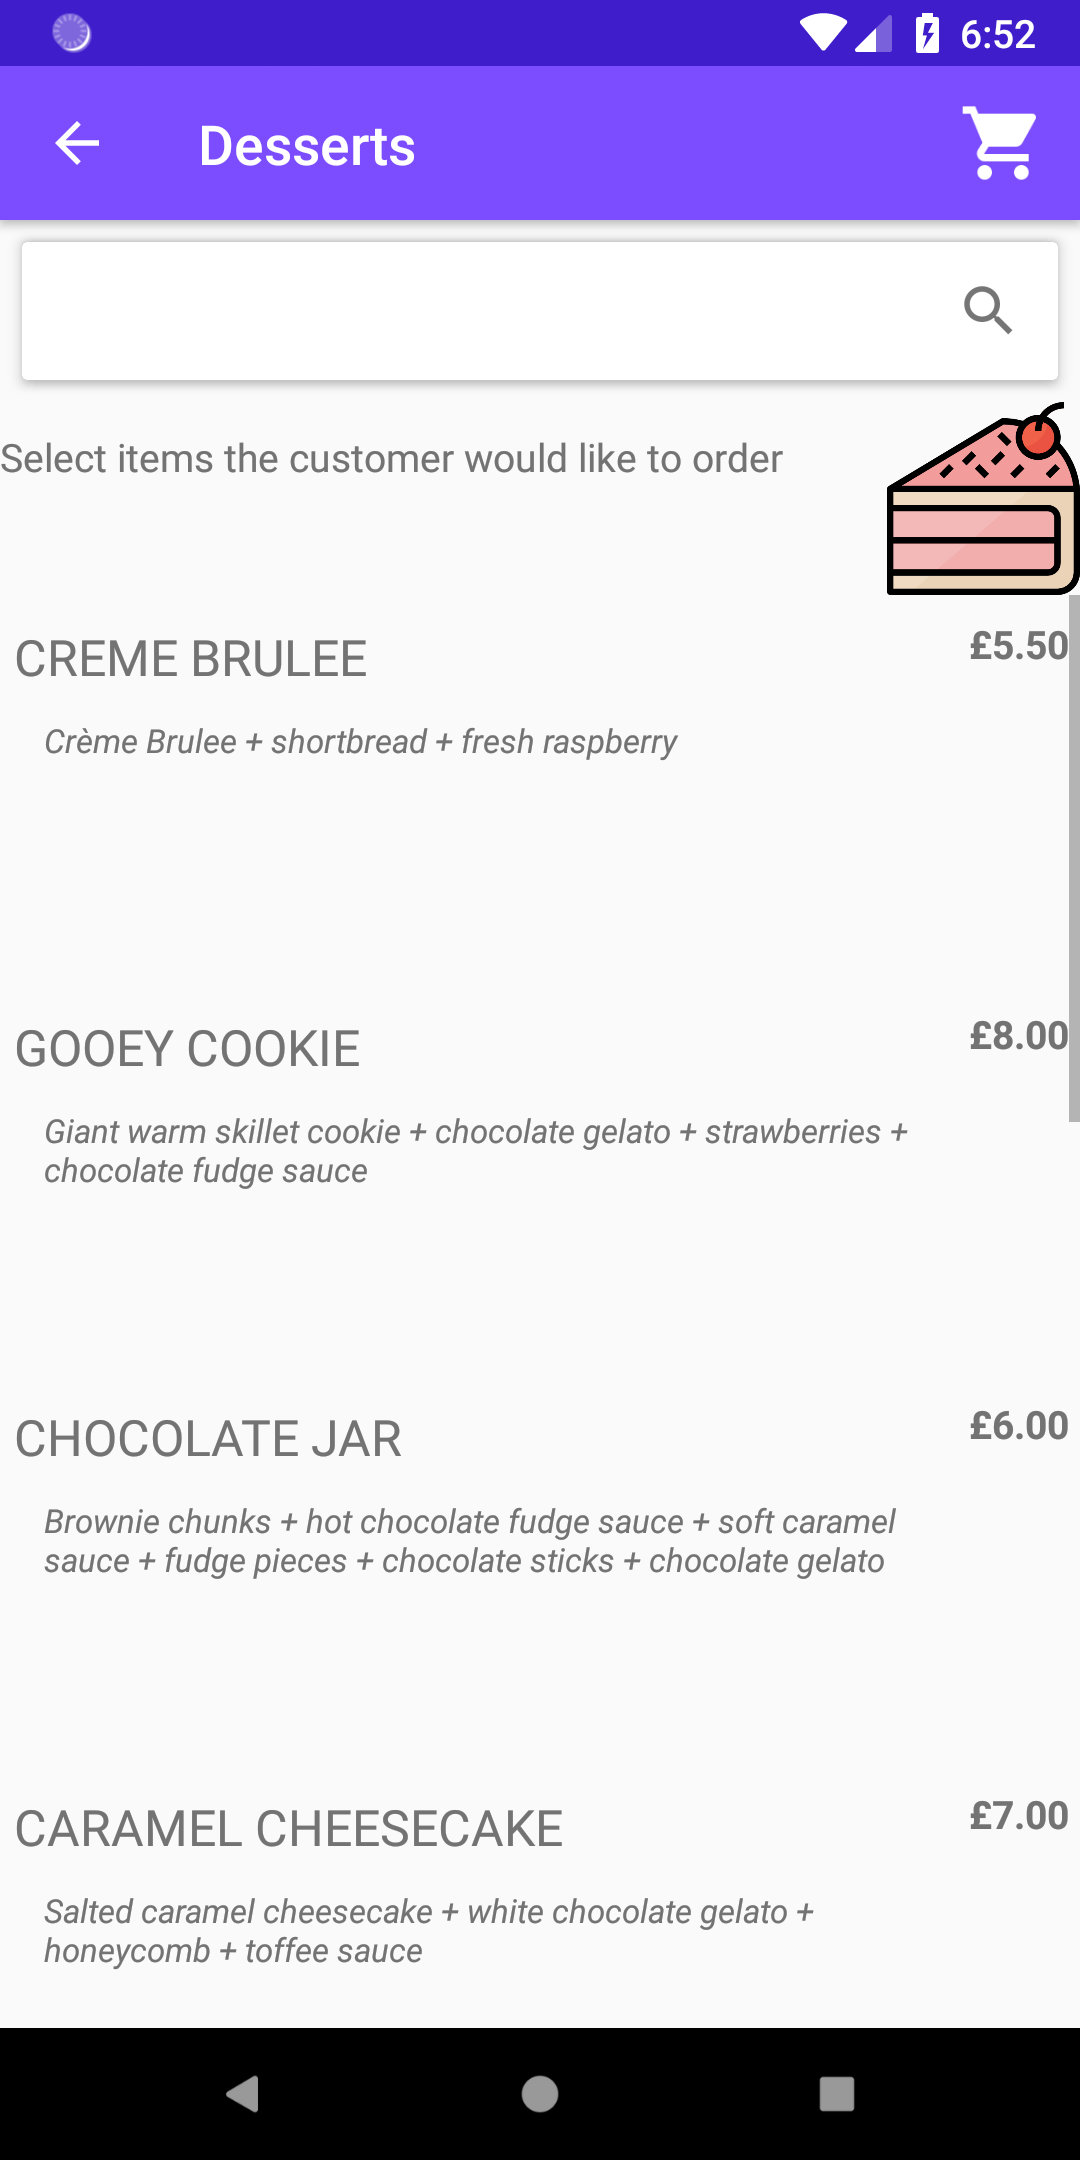 6:52
Desserts
Select items the customer would like to order
CREME BRULEE
£5.50
Crème Brulee + shortbread + fresh raspberry
GOOEY COOKIE
£8.00
Giant warm skillet cookie + chocolate gelato + strawberries +
chocolate fudge sauce
CHOCOLATE JAR
£6.00
Brownie chunks + hot chocolate fudge sauce + soft caramel
sauce + fudge pieces + chocolate sticks + chocolate gelato
CARAMEL CHEESECAKE
£7.00
Salted caramel cheesecake + white chocolate gelato +
honeycomb + toffee sauce